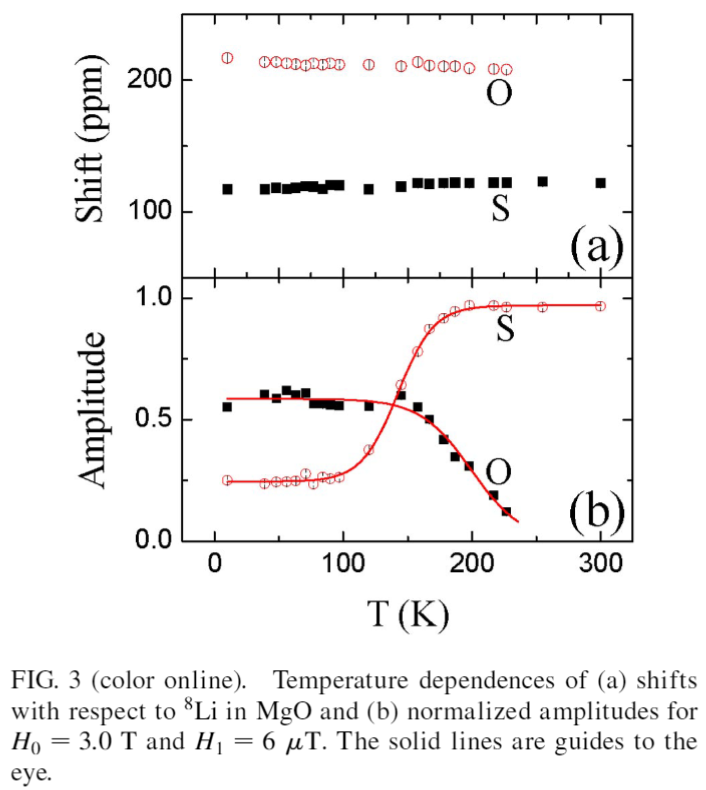 Shift (ppm)
200
100
O
S
(a)
Amplitude
1.0
0.5
0.0
S
O
(b)
0
100
200
300
T (K)
FIG. 3 (color online). Temperature dependences of (a) shifts
with respect to ⁸Li in MgO and (b) normalized amplitudes for
H₀ = 3.0 T and H₁ = 6 μT. The solid lines are guides to the
eye.